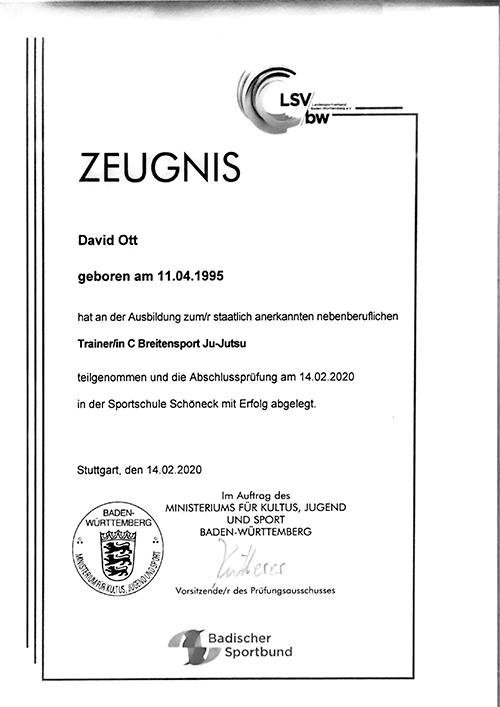 LSV
Landessportverband
Baden-Württemberg e.V.
bw
ZEUGNIS
David Ott
geboren am 11.04.1995
hat an der Ausbildung zum/r staatlich anerkannten nebenberuflichen
Trainer/in C Breitensport Ju-Jutsu
teilgenommen und die Abschlussprüfung am 14.02.2020
in der Sportschule Schöneck mit Erfolg abgelegt.
Stuttgart, den 14.02.2020
Im Auftrag des
MINISTERIUMS FÜR KULTUS, JUGEND
UND SPORT
BADEN-WÜRTTEMBERG
BADEN-
WÜRTTEMBERG
MINISTERIUM FÜR KULTUS, JUGEND UND SPORT
Vorsitzende/r des Prüfungsausschusses
Badischer
Sportbund